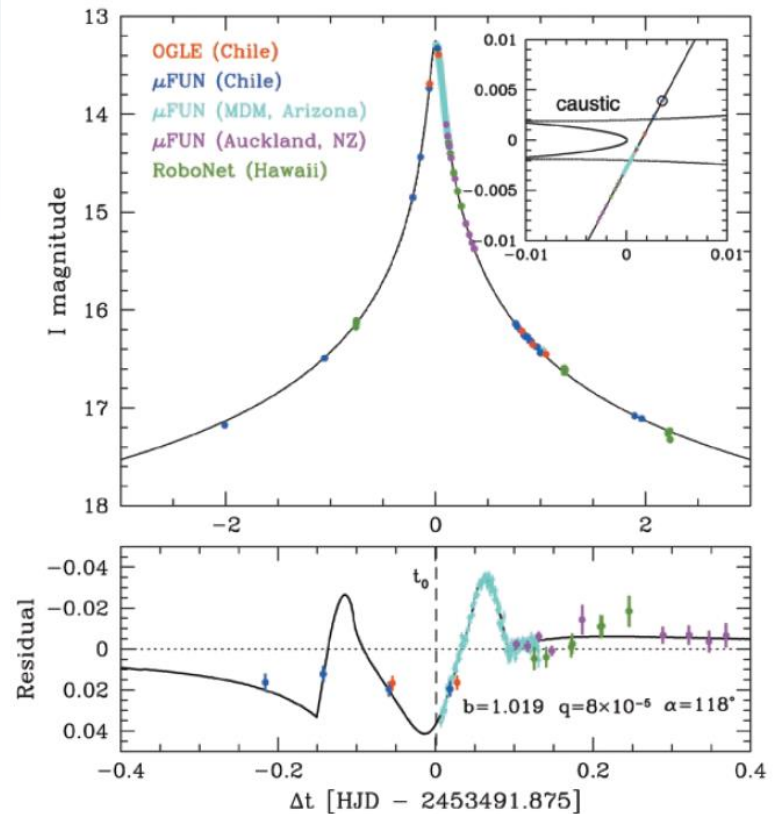 OGLE (Chile)
μFUN (Chile)
μFUN (MDM, Arizona)
μFUN (Auckland, NZ)
RoboNet (Hawaii)
0.01
0.005
0
−0.005
−0.01
caustic
−0.01
0
0.01
13
14
15
16
17
18
I magnitude
−2
0
2
−0.04
−0.02
0
0.02
0.04
Residual
t₀
b=1.019 q=8×10⁻⁵ α=118°
−0.4
−0.2
0
0.2
0.4
Δt [HJD − 2453491.875]